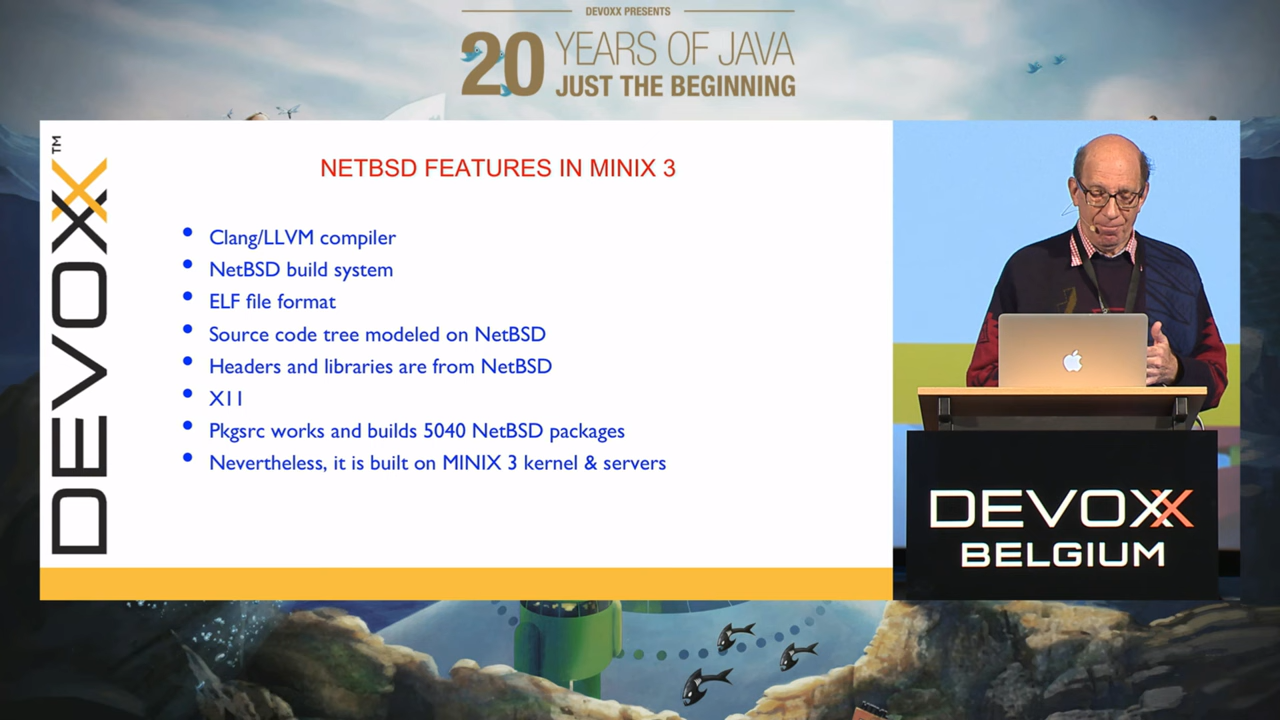 DEVOXX PRESENTS
20 YEARS OF JAVA
JUST THE BEGINNING
DEVOXX™
NETBSD FEATURES IN MINIX 3
• Clang/LLVM compiler
• NetBSD build system
• ELF file format
• Source code tree modeled on NetBSD
• Headers and libraries are from NetBSD
• X11
• Pkgsrc works and builds 5040 NetBSD packages
• Nevertheless, it is built on MINIX 3 kernel & servers
DEVOXX
BELGIUM